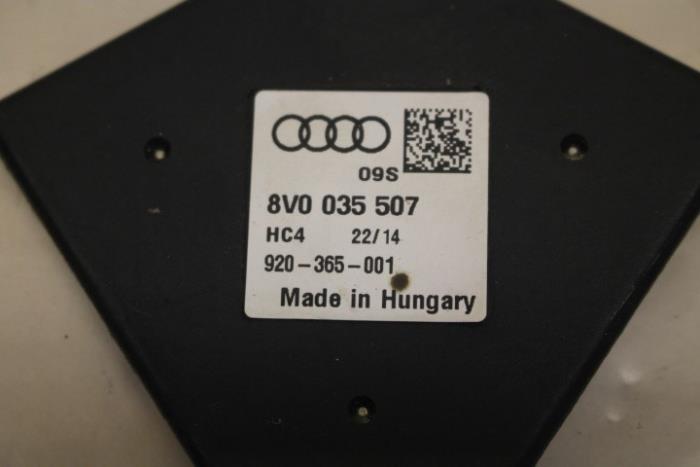 09S
8V0 035 507
HC4 22/14
920-365-001
Made in Hungary